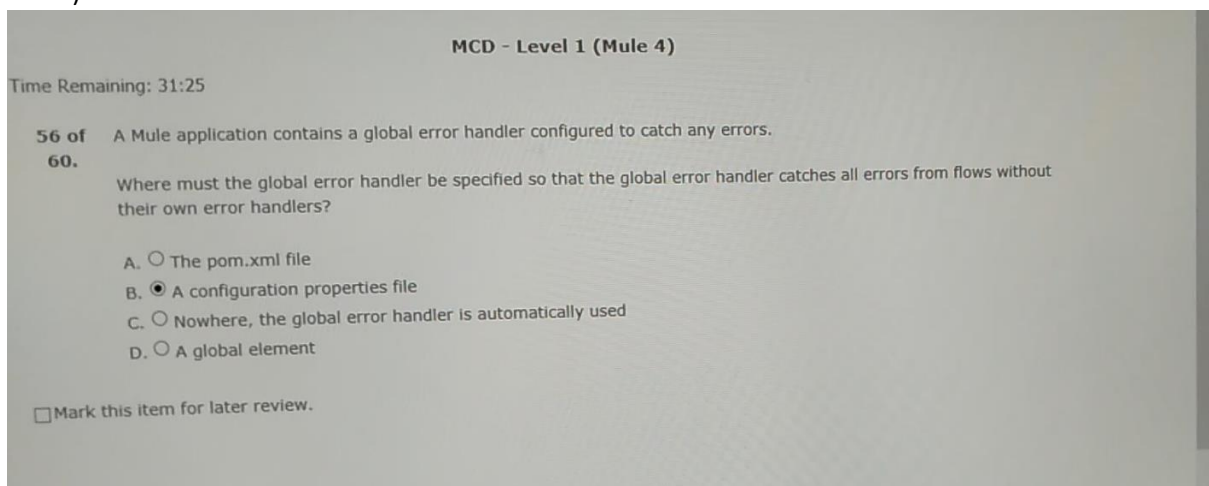 MCD - Level 1 (Mule 4)
Time Remaining: 31:25
56 of 60.
A Mule application contains a global error handler configured to catch any errors.
Where must the global error handler be specified so that the global error handler catches all errors from flows without
their own error handlers?
A. The pom.xml file
B. A configuration properties file
C. Nowhere, the global error handler is automatically used
D. A global element
Mark this item for later review.